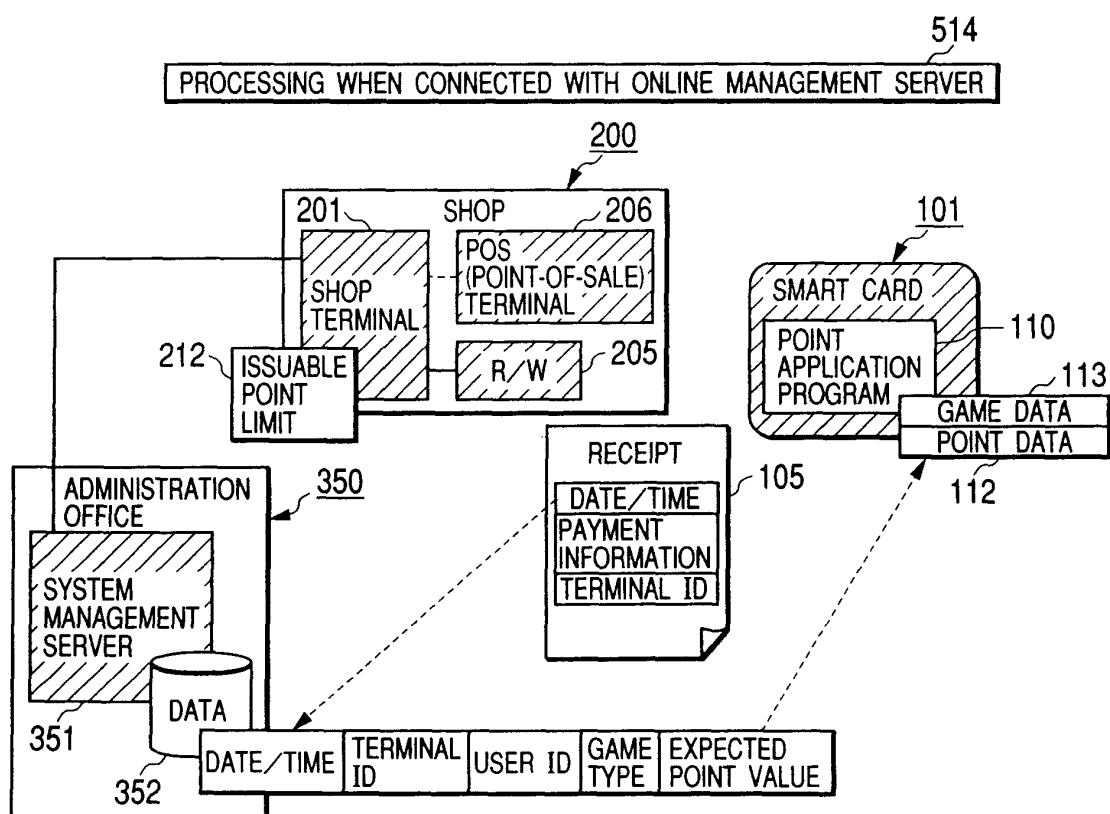 514
PROCESSING WHEN CONNECTED WITH ONLINE MANAGEMENT SERVER
200
201
SHOP
206
SHOP
TERMINAL
POS
(POINT-OF-SALE)
TERMINAL
R/W
205
212
ISSUABLE
POINT
LIMIT
101
SMART CARD
POINT
APPLICATION
PROGRAM
110
113
GAME DATA
POINT DATA
112
RECEIPT
105
DATE/TIME
PAYMENT
INFORMATION
TERMINAL ID
ADMINISTRATION
OFFICE
350
SYSTEM
MANAGEMENT
SERVER
351
DATA
352
DATE/TIME
TERMINAL
ID
USER ID
GAME
TYPE
EXPECTED
POINT VALUE